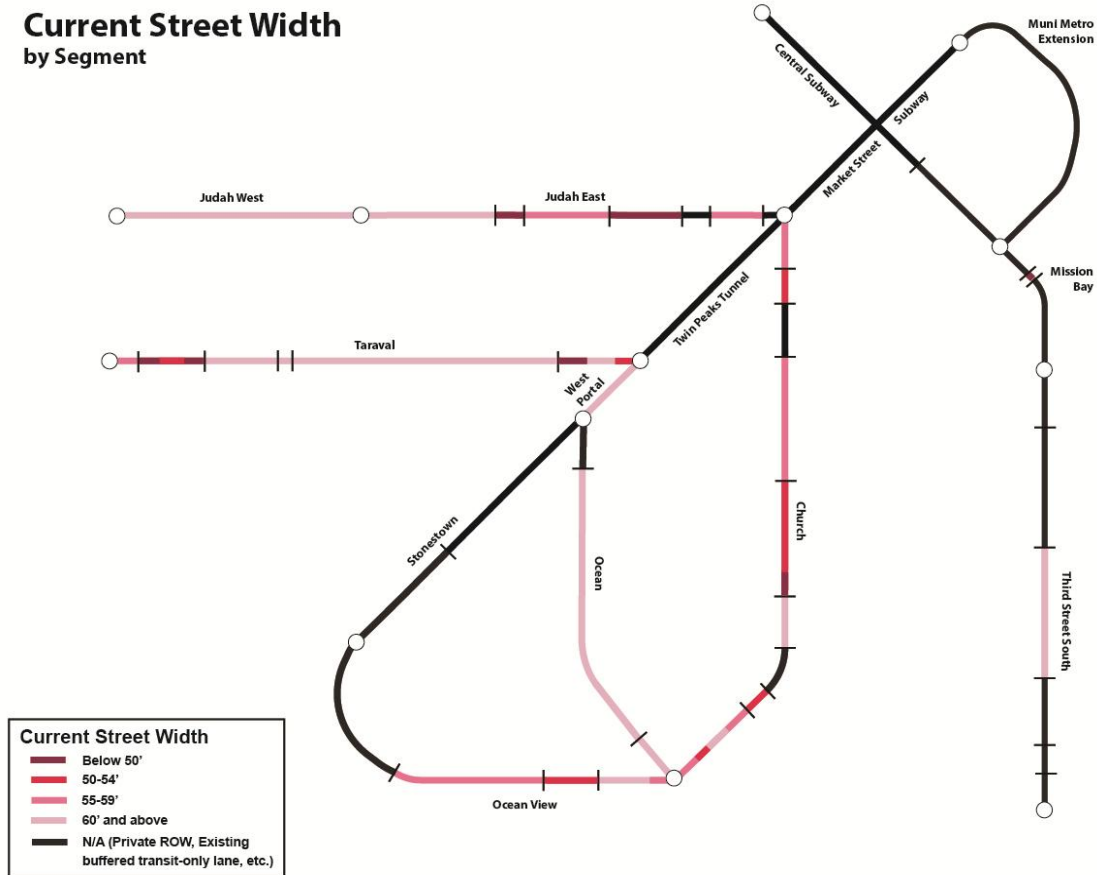 Current Street Width
by Segment
Muni Metro
Extension
Central Subway
Subway
Market Street
Judah West
Judah East
Mission
Bay
Twin Peaks Tunnel
Taraval
West
Portal
Stonestown
Church
Ocean
Third Street South
Ocean View
Current Street Width
Below 50'
50-54'
55-59'
60' and above
N/A (Private ROW, Existing
buffered transit-only lane, etc.)